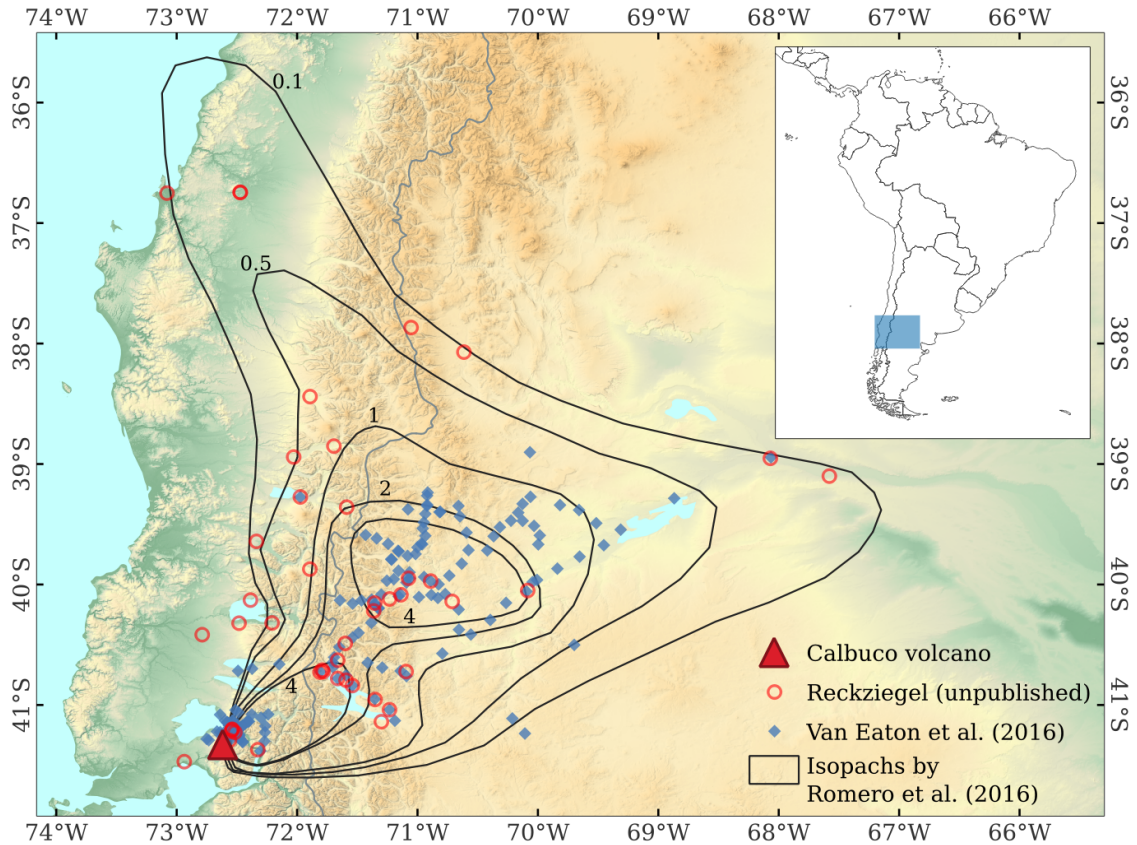 74°W 73°W 72°W 71°W 70°W 69°W 68°W 67°W 66°W
36°S 36°S
37°S 37°S
38°S 38°S
39°S 39°S
40°S 40°S
41°S 41°S
0.1
0.5
1
2
4
4
Calbuco volcano
Reckziegel (unpublished)
Van Eaton et al. (2016)
Isopachs by
Romero et al. (2016)
74°W 73°W 72°W 71°W 70°W 69°W 68°W 67°W 66°W